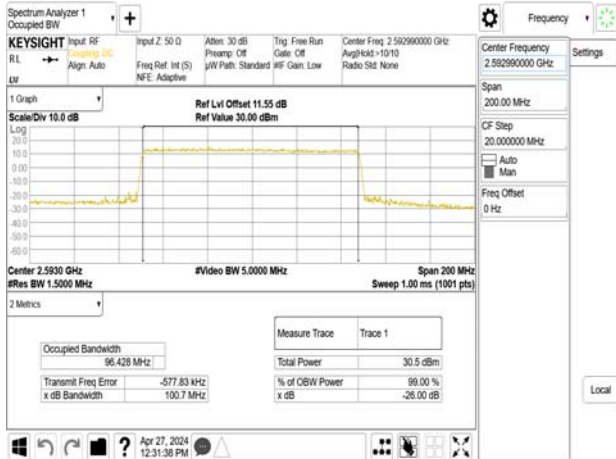 Spectrum Analyzer 1
Occupied BW
+
Frequency
KEYSIGHT
Input: RF
Coupling: DC
Align: Auto
Input Z: 50 Ω
Freq Ref: Int (S)
NFE: Adaptive
Atten: 30 dB
Preamp: Off
µW Path: Standard
Trig: Free Run
Gate: Off
#IF Gain: Low
Center Freq: 2.592990000 GHz
Avg|Hold:>10/10
Radio Std: None
RL
Center Frequency
2.592990000 GHz
Settings
Span
200.00 MHz
CF Step
20.000000 MHz
Auto
Man
Freq Offset
0 Hz
Local
1 Graph
Scale/Div 10.0 dB
Ref Lvl Offset 11.55 dB
Ref Value 30.00 dBm
Log
20.0
10.0
0.00
-10.0
-20.0
-30.0
-40.0
-50.0
-60.0
Center 2.5930 GHz
#Video BW 5.0000 MHz
Span 200 MHz
#Res BW 1.5000 MHz
Sweep 1.00 ms (1001 pts)
2 Metrics
Measure Trace
Trace 1
Occupied Bandwidth
96.428 MHz
Total Power
30.5 dBm
Transmit Freq Error
-577.83 kHz
% of OBW Power
99.00 %
x dB Bandwidth
100.7 MHz
x dB
-26.00 dB
?
Apr 27, 2024
12:31:38 PM